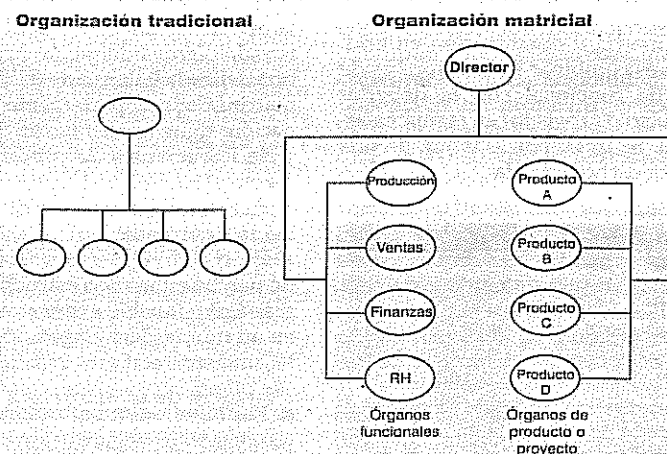 Organización tradicional
Organización matricial
Director
Producción
Ventas
Finanzas
RH
Órganos
funcionales
Producto
A
Producto
B
Producto
C
Producto
D
Órganos de
producto o
proyecto